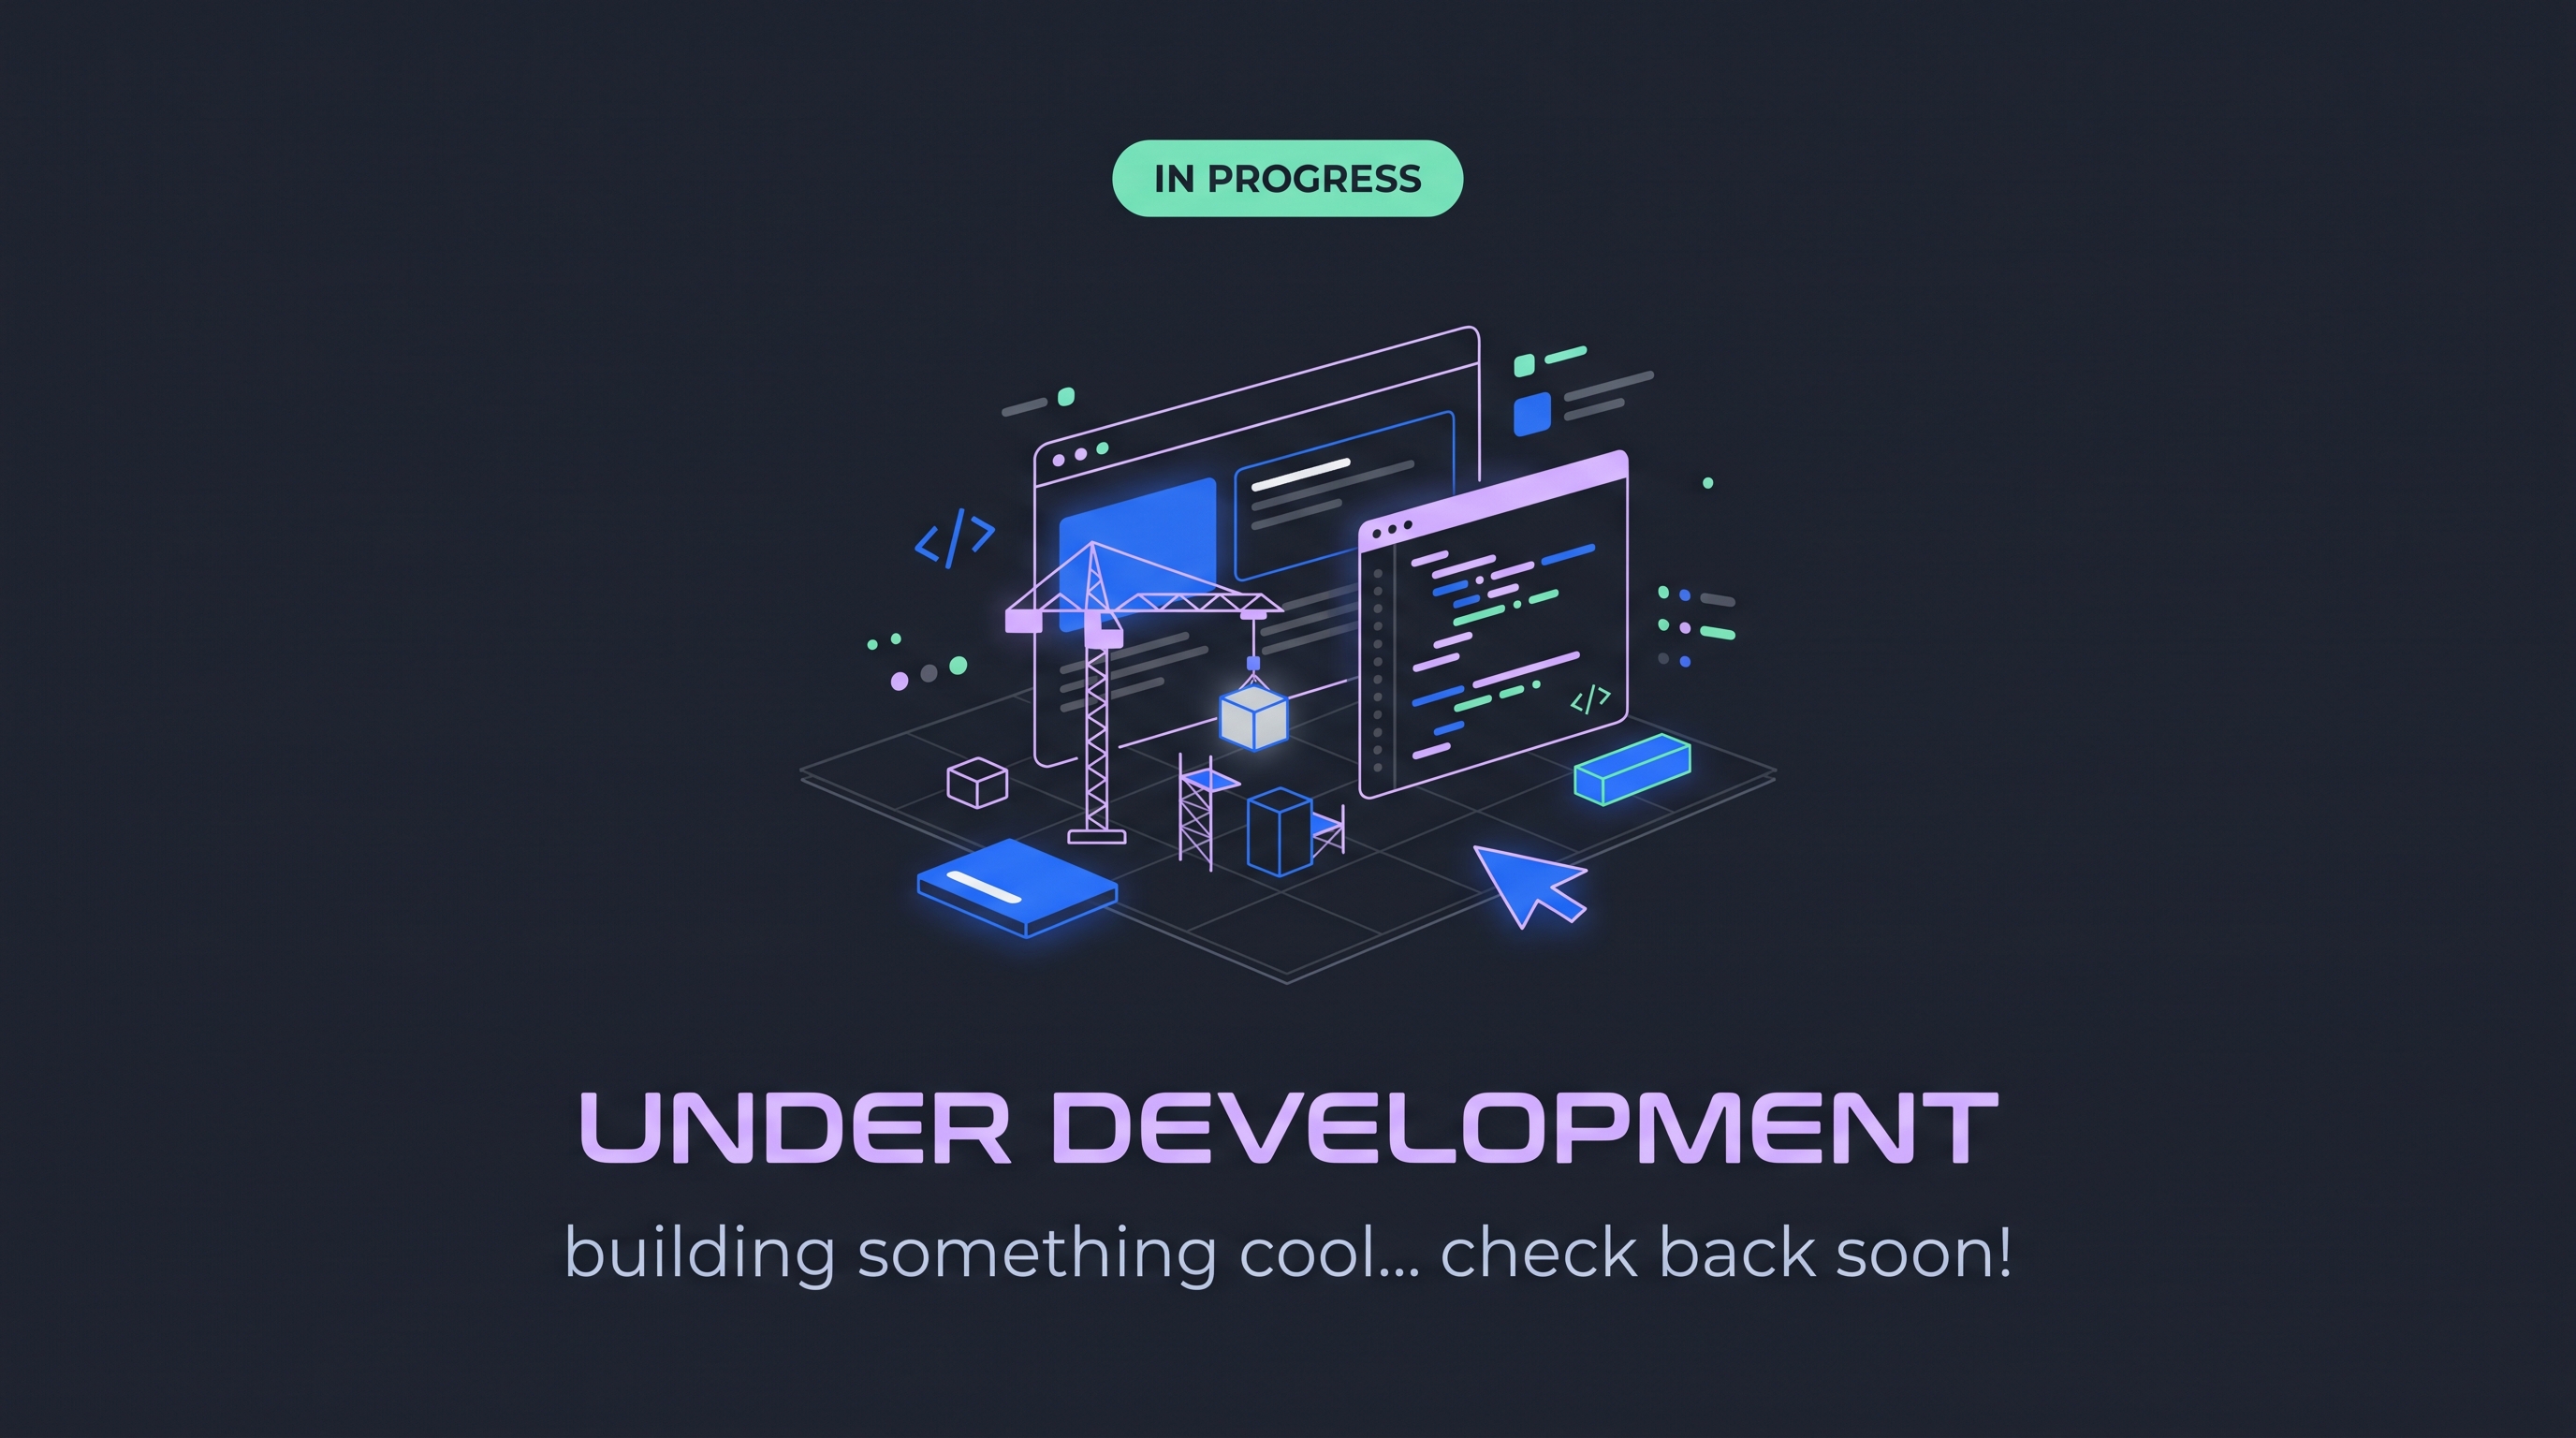 IN PROGRESS
</>
</>
UNDER DEVELOPMENT
building something cool... check back soon!